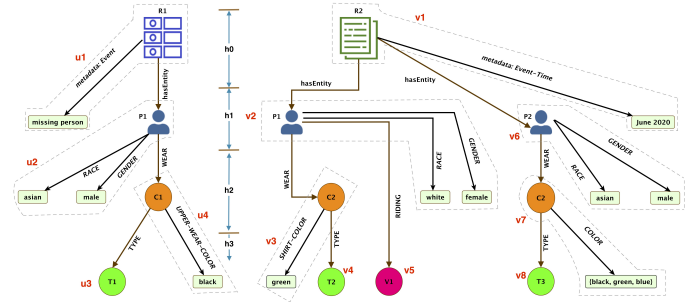 R1
R2
v1
u1
metadata: Event
h0
metadata: Event-Time
hasEntity
hasEntity
hasEntity
missing person
P1
h1
v2
P1
P2
June 2020
v6
u2
RACE
GENDER
WEAR
RACE
GENDER
WEAR
RACE
GENDER
asian
male
C1
h2
WEAR
C2
RIDING
white
female
C2
asian
male
u4
UPPER-WEAR-COLOR
v7
TYPE
h3
v3
SHIRT-COLOR
TYPE
TYPE
COLOR
u3
T1
black
green
T2
v4
V1
v5
v8
T3
(black, green, blue)